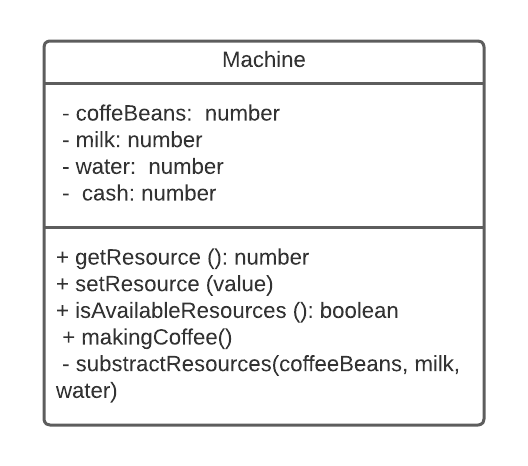 Machine
- coffeBeans: number
- milk: number
- water: number
- cash: number
+ getResource (): number
+ setResource (value)
+ isAvailableResources (): boolean
+ makingCoffee()
- substractResources(coffeeBeans, milk,
water)